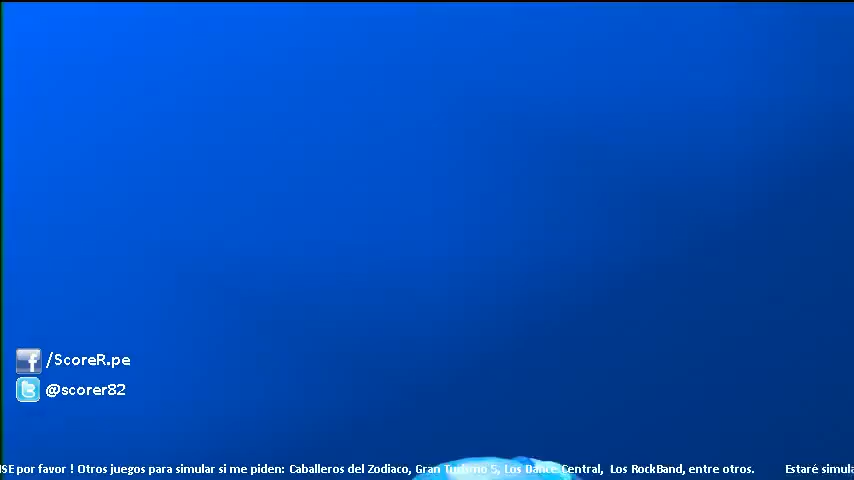 /ScoreR.pe
@scorer82
por favor ! Otros juegos para simular si me piden: Caballeros del Zodiaco, Gran Turismo 5, Los Dance Central, Los RockBand, entre otros. Estaré